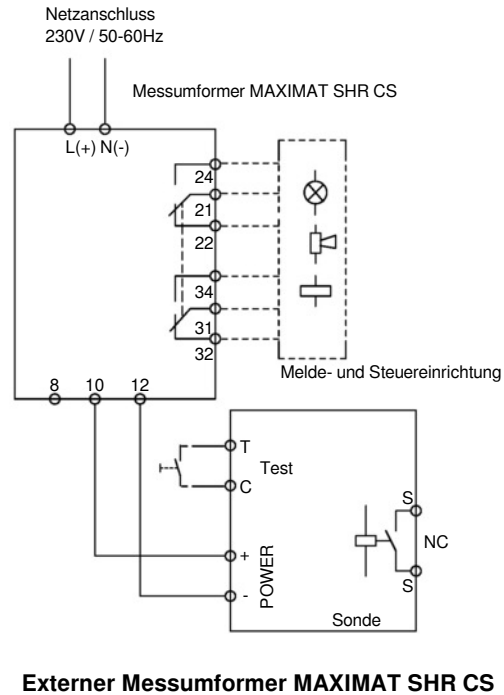 Netzanschluss
230V / 50-60Hz
Messumformer MAXIMAT SHR CS
L(+) N(-)
24
21
22
34
31
32
Melde- und Steuereinrichtung
8 10 12
T
Test
C
S
NC
S
+
POWER
-
Sonde
Externer Messumformer MAXIMAT SHR CS